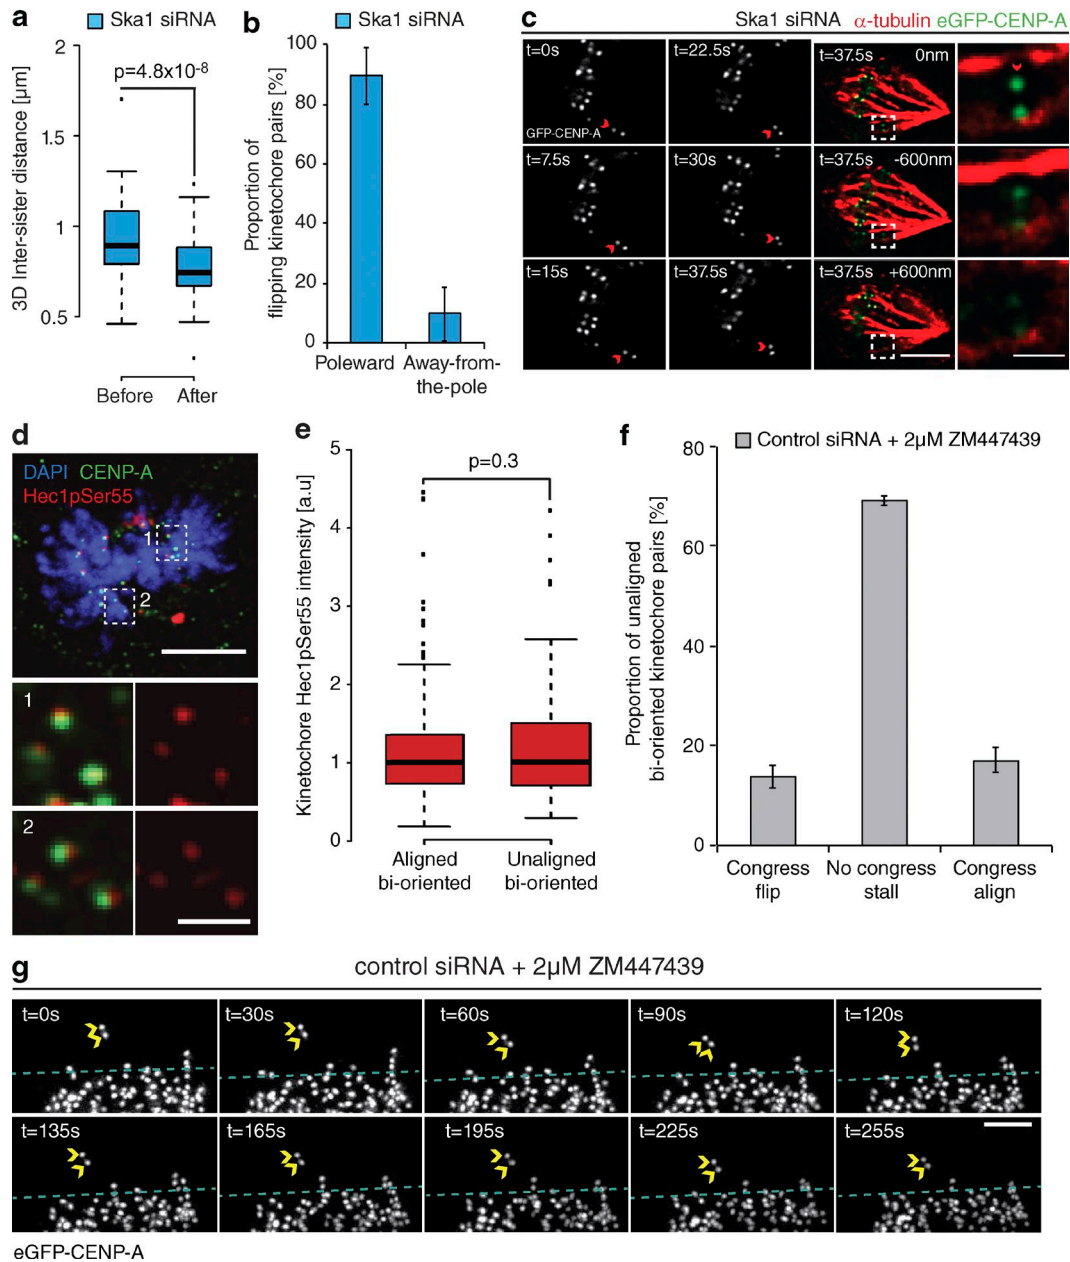 a
Ska1 siRNA
3D Inter-sister distance [µm]
2
1.5
1
0.5
p=4.8x10-8
Before
After
b
Ska1 siRNA
Proportion of
flipping kinetochore pairs [%]
100
80
60
40
20
0
Poleward
Away-from-
the-pole
c
Ska1 siRNA α-tubulin eGFP-CENP-A
t=0s
GFP-CENP-A
t=22.5s
t=37.5s 0nm
t=7.5s
t=30s
t=37.5s -600nm
t=15s
t=37.5s
t=37.5s +600nm
d
DAPI CENP-A
Hec1pSer55
1
2
1
2
e
Kinetochore Hec1pSer55 intensity [a.u]
5
4
3
2
1
0
p=0.3
Aligned
bi-oriented
Unaligned
bi-oriented
f
Control siRNA + 2µM ZM447439
Proportion of unaligned
bi-oriented kinetochore pairs [%]
80
60
40
20
0
Congress
flip
No congress
stall
Congress
align
g
control siRNA + 2µM ZM447439
t=0s
t=30s
t=60s
t=90s
t=120s
t=135s
t=165s
t=195s
t=225s
t=255s
eGFP-CENP-A